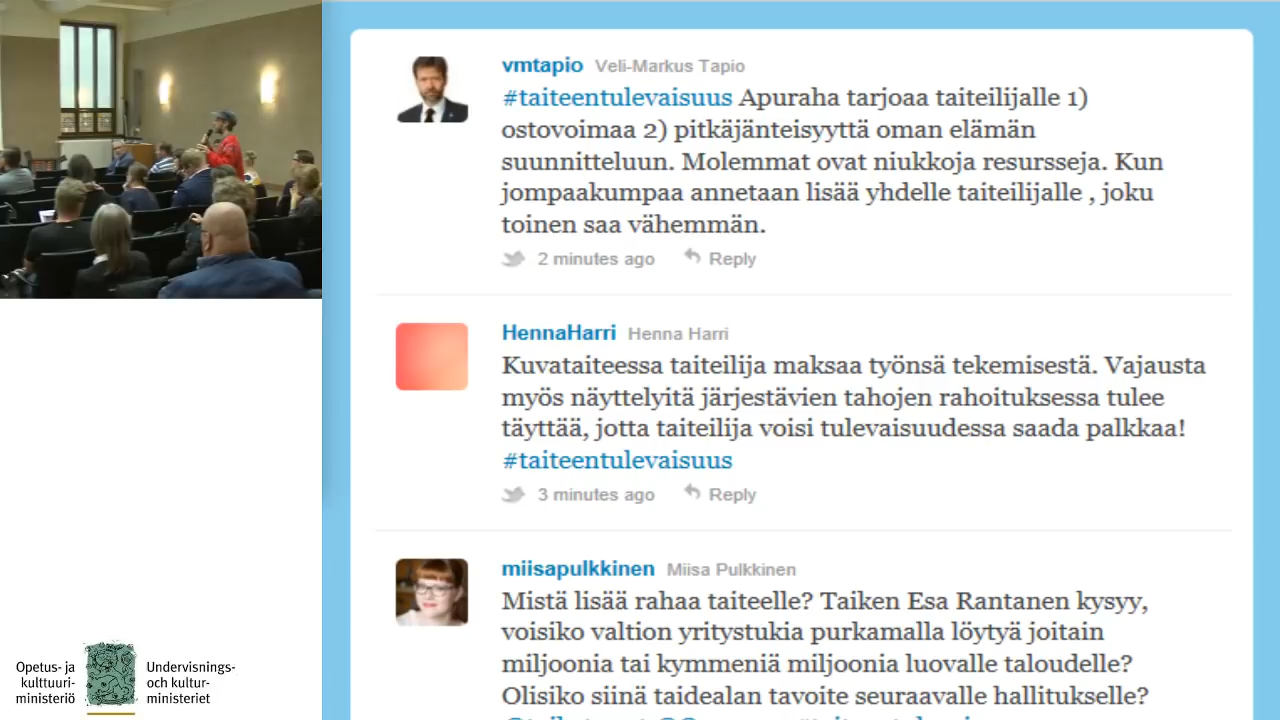 vmtapio Veli-Markus Tapio
#taiteentulevaisuus Apuraha tarjoaa taiteilijalle 1)
ostovoimaa 2) pitkäjänteisyyttä oman elämän
suunnitteluun. Molemmat ovat niukkoja resursseja. Kun
jompaakumpaa annetaan lisää yhdelle taiteilijalle , joku
toinen saa vähemmän.
2 minutes ago Reply
HennaHarri Henna Harri
Kuvataiteessa taiteilija maksaa työnsä tekemisestä. Vajausta
myös näyttelyitä järjestävien tahojen rahoituksessa tulee
täyttää, jotta taiteilija voisi tulevaisuudessa saada palkkaa!
#taiteentulevaisuus
3 minutes ago Reply
miisapulkkinen Miisa Pulkkinen
Mistä lisää rahaa taiteelle? Taiken Esa Rantanen kysyy,
voisiko valtion yritystukia purkamalla löytyä joitain
miljoonia tai kymmeniä miljoonia luovalle taloudelle?
Olisiko siinä taidealan tavoite seuraavalle hallitukselle?
Opetus- ja
kulttuuri-
ministeriö
Undervisnings-
och kultur-
ministeriet